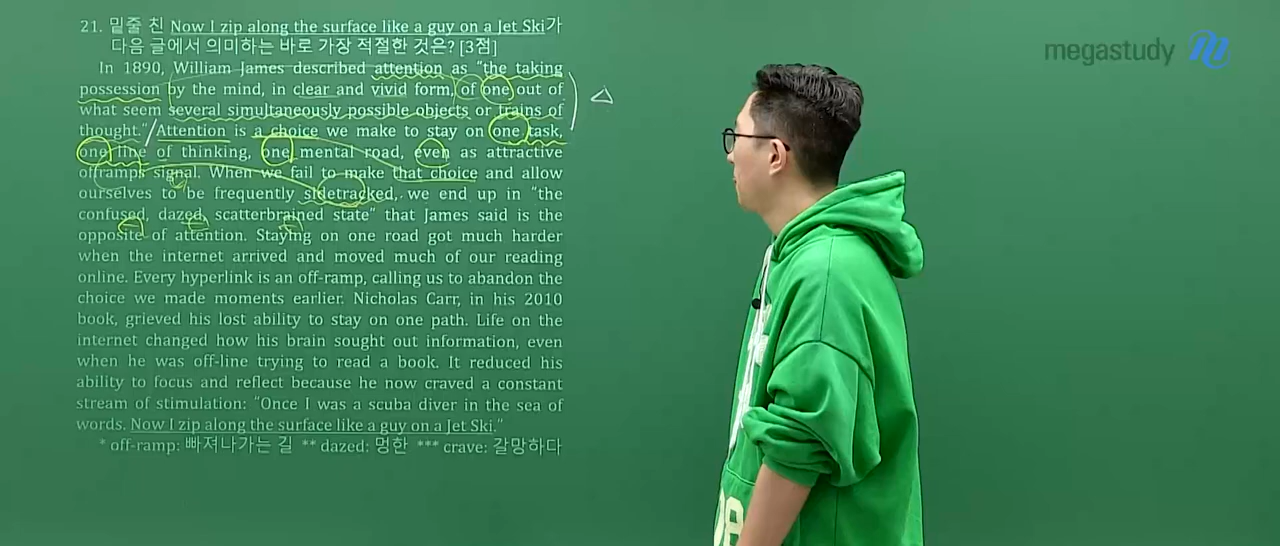 21. 밑줄 친 Now I zip along the surface like a guy on a Jet Ski가
다음 글에서 의미하는 바로 가장 적절한 것은? [3점]
In 1890, William James described attention as “the taking
possession by the mind, in clear and vivid form, of one out of
what seem several simultaneously possible objects or trains of
thought.” Attention is a choice we make to stay on one task,
one line of thinking, one mental road, even as attractive
offramps signal. When we fail to make that choice and allow
ourselves to be frequently sidetracked, we end up in “the
confused, dazed, scatterbrained state” that James said is the
opposite of attention. Staying on one road got much harder
when the internet arrived and moved much of our reading
online. Every hyperlink is an off-ramp, calling us to abandon the
choice we made moments earlier. Nicholas Carr, in his 2010
book, grieved his lost ability to stay on one path. Life on the
internet changed how his brain sought out information, even
when he was off-line trying to read a book. It reduced his
ability to focus and reflect because he now craved a constant
stream of stimulation: “Once I was a scuba diver in the sea of
words. Now I zip along the surface like a guy on a Jet Ski.”
* off-ramp: 빠져나가는 길 ** dazed: 멍한 *** crave: 갈망하다
megastudy